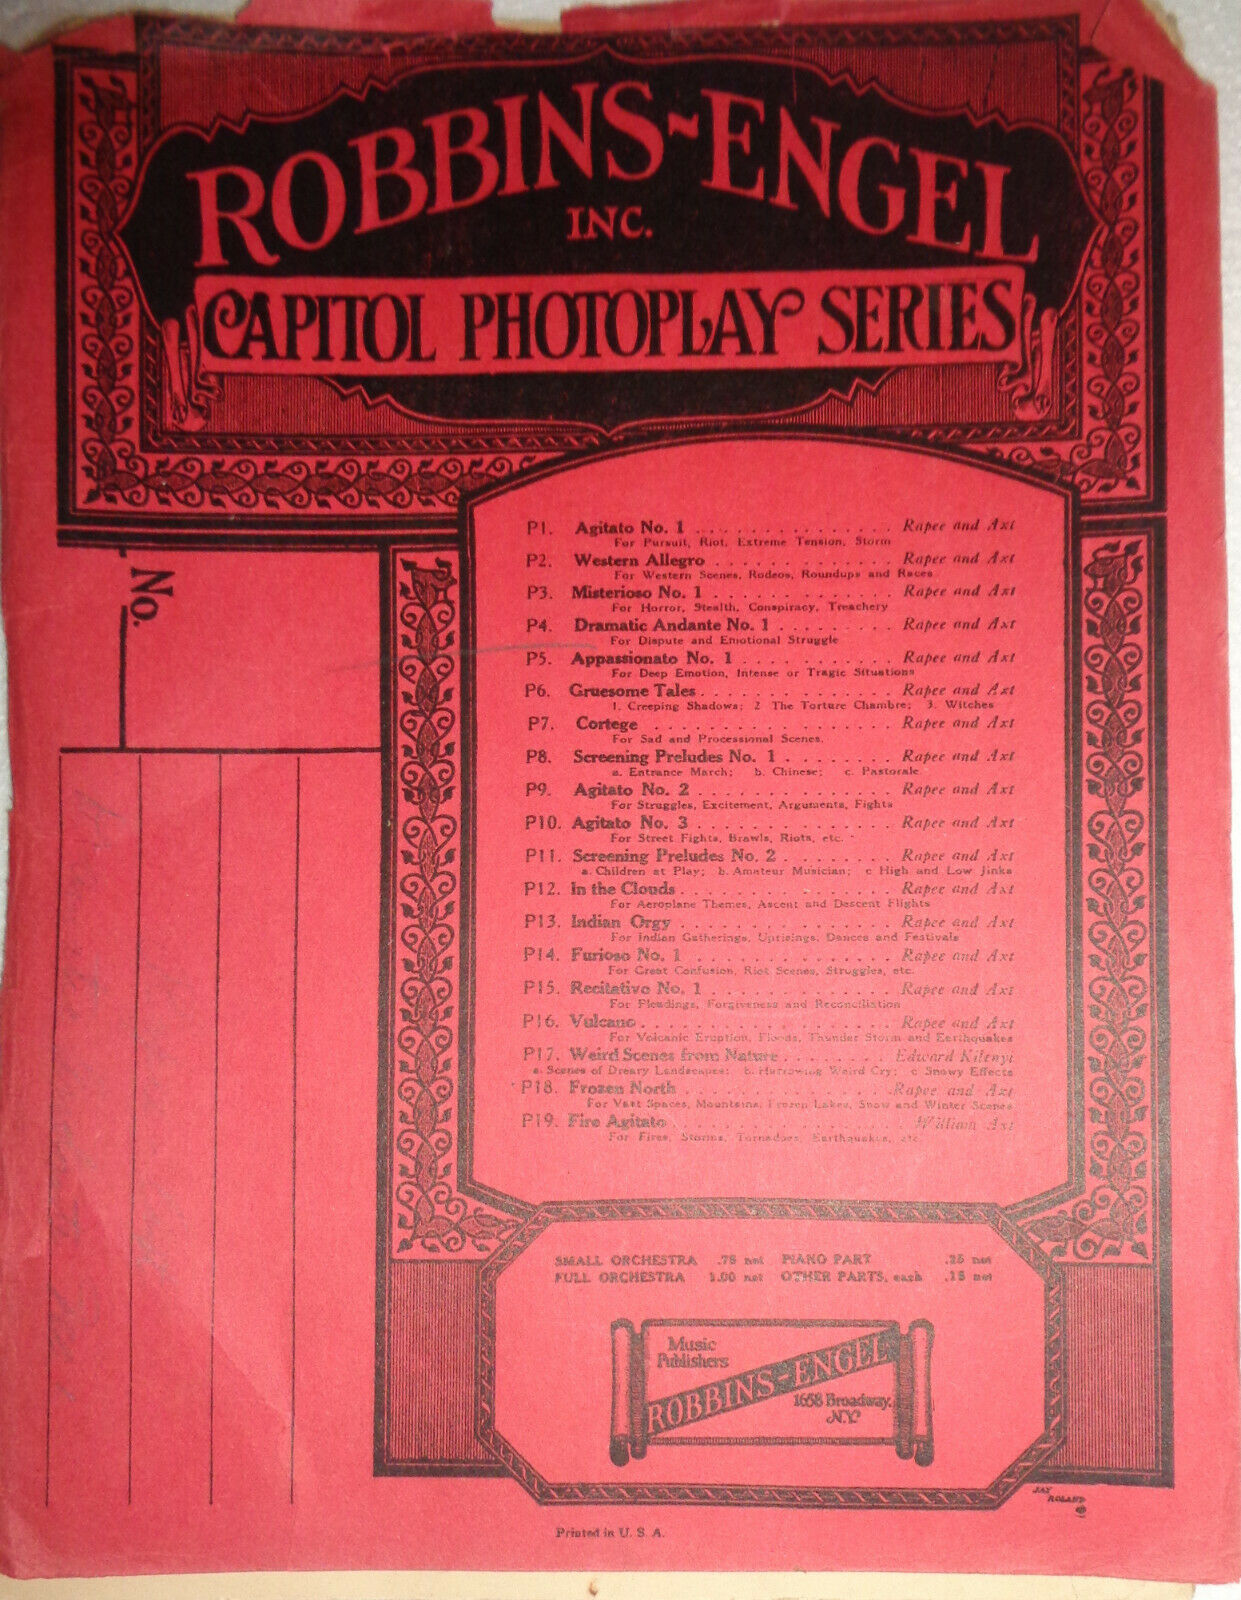 ROBBINS-ENGEL
INC.
CAPITOL PHOTOPLAY SERIES
No.
P1. Agitato No. 1 . . . . . . . . . . . . . . . Rapee and Axt
For Pursuit, Riot, Extreme Tension, Storm
P2. Western Allegro . . . . . . . . . . . . . . Rapee and Axt
For Western Scenes, Rodeos, Roundups and Races
P3. Misterioso No. 1 . . . . . . . . . . . . . Rapee and Axt
For Horror, Stealth, Conspiracy, Treachery
P4. Dramatic Andante No. 1 . . . . . . . . . Rapee and Axt
For Dispute and Emotional Struggle
P5. Appassionato No. 1 . . . . . . . . . . . Rapee and Axt
For Deep Emotion, Intense or Tragic Situations
P6. Gruesome Tales . . . . . . . . . . . . . . Rapee and Axt
1. Creeping Shadows; 2 The Torture Chambre; 3. Witches
P7. Cortege . . . . . . . . . . . . . . . . . . Rapee and Axt
For Sad and Processional Scenes.
P8. Screening Preludes No. 1 . . . . . . . . Rapee and Axt
a. Entrance March; b. Chinese; c. Pastorale
P9. Agitato No. 2 . . . . . . . . . . . . . . Rapee and Axt
For Struggles, Excitement, Arguments, Fights
P10. Agitato No. 3 . . . . . . . . . . . . . . Rapee and Axt
For Street Fights, Brawls, Riots, etc.
P11. Screening Preludes No. 2 . . . . . . . . Rapee and Axt
a. Children at Play; b. Amateur Musician; c High and Low Jinks
P12. In the Clouds . . . . . . . . . . . . . . . Rapee and Axt
For Aeroplane Themes, Ascent and Descent Flights
P13. Indian Orgy . . . . . . . . . . . . . . . . Rapee and Axt
For Indian Gatherings, Uprisings, Dances and Festivals
P14. Furioso No. 1 . . . . . . . . . . . . . . . Rapee and Axt
For Great Confusion, Riot Scenes, Struggles, etc.
P15. Recitative No. 1 . . . . . . . . . . . . . Rapee and Axt
For Pleadings, Forgiveness and Reconciliation
P16. Vulcano . . . . . . . . . . . . . . . . . . Rapee and Axt
For Volcanic Eruption, Floods, Thunder Storm and Earthquakes
P17. Weird Scenes from Nature . . . . . . . . Edward Kilenyi
a. Scenes of Dreary Landscapes; b. Harrowing Weird Cry; c Snowy Effects
P18. Frozen North . . . . . . . . . . . . . . . Rapee and Axt
For Vast Spaces, Mountains, Frozen Lakes, Snow and Winter Scenes
P19. Fire Agitato . . . . . . . . . . . . . . . . William Axt
For Fires, Storms, Tornadoes, Earthquakes, etc.
SMALL ORCHESTRA .75 net PIANO PART .25 net
FULL ORCHESTRA 1.00 net OTHER PARTS, each .15 net
Music
Publishers
ROBBINS-ENGEL
1658 Broadway,
N.Y.
JAY
ROLAND
Printed in U. S. A.